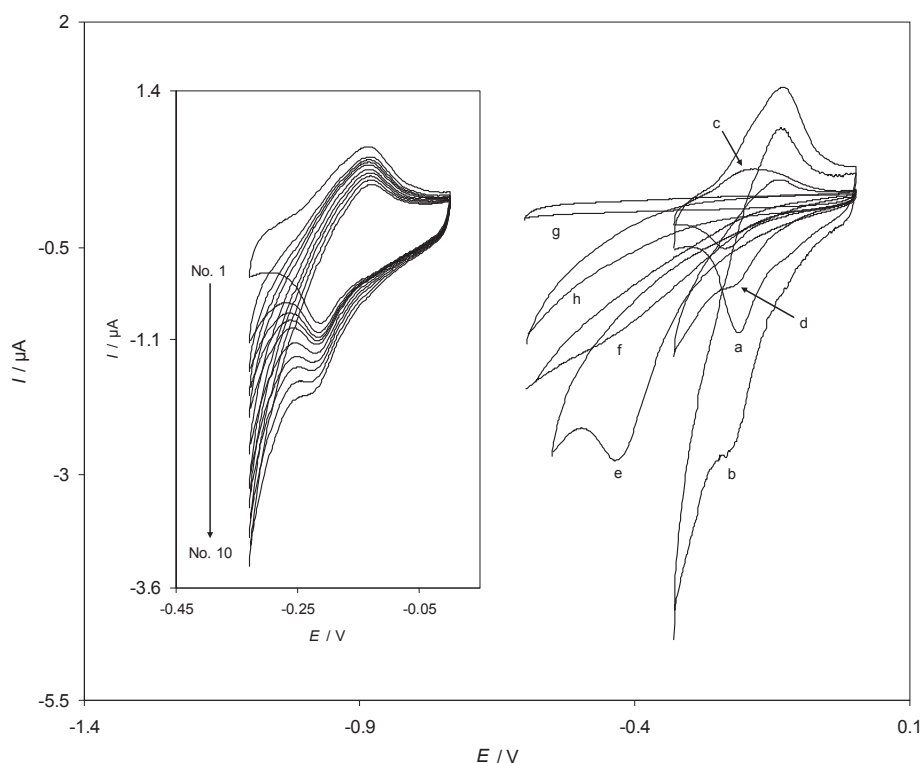 2
-0.5
-3
-5.5
I / µA
-1.4
-0.9
-0.4
0.1
E / V
1.4
-1.1
-3.6
I / µA
-0.45
-0.25
-0.05
E / V
No. 1
No. 10
c
g
h
d
f
a
e
b